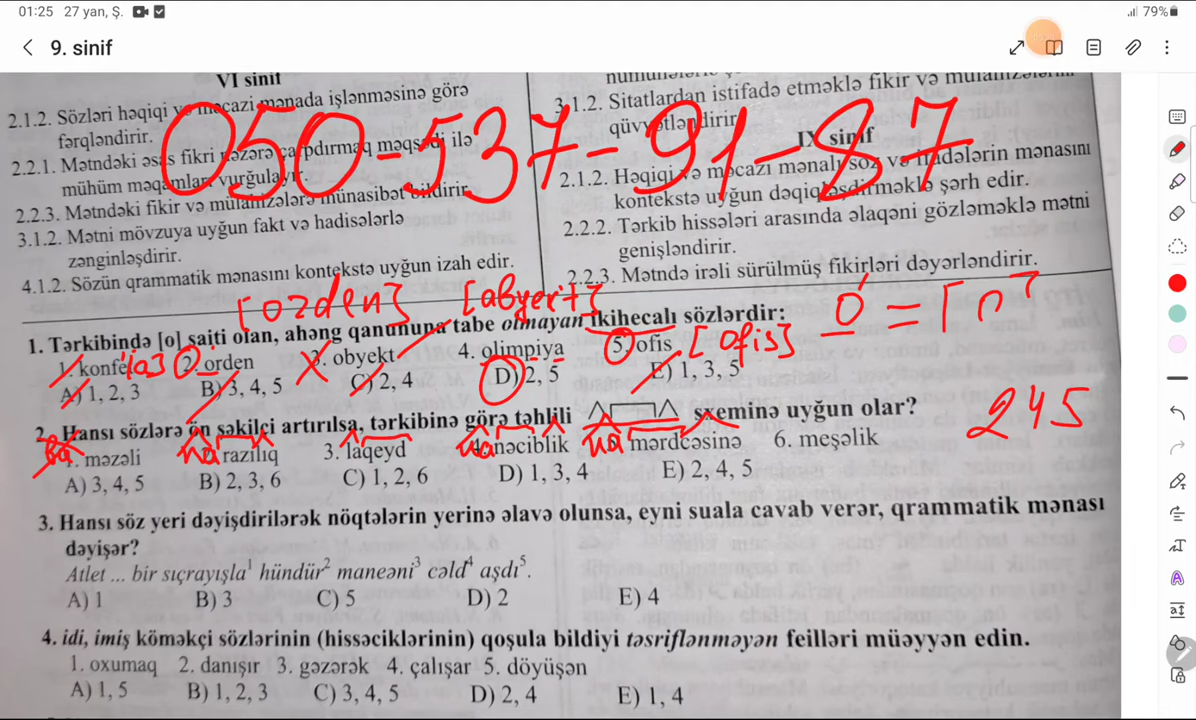 01:25 27 yan, Ş. 79%
9. sinif
VI sinif
2.1.2. Sözləri həqiqi və məcazi mənada işlənməsinə görə
fərqləndirir.
2.2.1. Mətndəki əsas fikri nəzərə çarpdırmaq məqsədi ilə
mühüm məqamları vurğulayır.
2.2.3. Mətndəki fikir və mülahizələrə münasibət bildirir.
3.1.2. Mətni mövzuya uyğun fakt və hadisələrlə
zənginləşdirir.
4.1.2. Sözün qrammatik mənasını kontekstə uyğun izah edir.
3.1.2. Sitatlardan istifadə etməklə fikir və mülahizələrini
qüvvətləndirir.
IX sinif
2.1.2. Həqiqi və məcazi mənalı söz və ifadələrin mənasını
kontekstə uyğun dəqiqləşdirməklə şərh edir.
2.2.2. Tərkib hissələri arasında əlaqəni gözləməklə mətni
genişləndirir.
2.2.3. Mətndə irəli sürülmüş fikirləri dəyərləndirir.
050-537-91-87
[ozden] [abyekt]
1. Tərkibində [o] saiti olan, ahəng qanununa tabe olmayan ikihecalı sözlərdir:
1. konfe 2. orden 3. obyekt 4. olimpiya 5. ofis [ofis]
A) 1, 2, 3 B) 3, 4, 5 C) 2, 4 D) 2, 5 E) 1, 3, 5
2. Hansı sözlərə ön şəkilçi artırılsa, tərkibinə görə təhlili sxeminə uyğun olar?
245
1. məzəli 2. razılıq 3. laqeyd 4. nəciblik 5. mərdcəsinə 6. meşəlik
A) 3, 4, 5 B) 2, 3, 6 C) 1, 2, 6 D) 1, 3, 4 E) 2, 4, 5
3. Hansı söz yeri dəyişdirilərək nöqtələrin yerinə əlavə olunsa, eyni suala cavab verər, qrammatik mənası
dəyişər?
Atlet ... bir sıçrayışla¹ hündür² maneəni³ cəld⁴ aşdı⁵.
A) 1 B) 3 C) 5 D) 2 E) 4
4. idi, imiş köməkçi sözlərinin (hissəciklərinin) qoşula bildiyi təsriflənməyən feilləri müəyyən edin.
1. oxumaq 2. danışır 3. gəzərək 4. çalışar 5. döyüşən
A) 1, 5 B) 1, 2, 3 C) 3, 4, 5 D) 2, 4 E) 1, 4